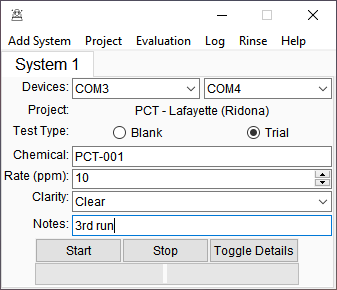 Add System Project Evaluation Log Rinse Help
System 1
Devices: COM3 COM4
Project: PCT - Lafayette (Ridona)
Test Type: Blank Trial
Chemical: PCT-001
Rate (ppm): 10
Clarity: Clear
Notes: 3rd run
Start Stop Toggle Details